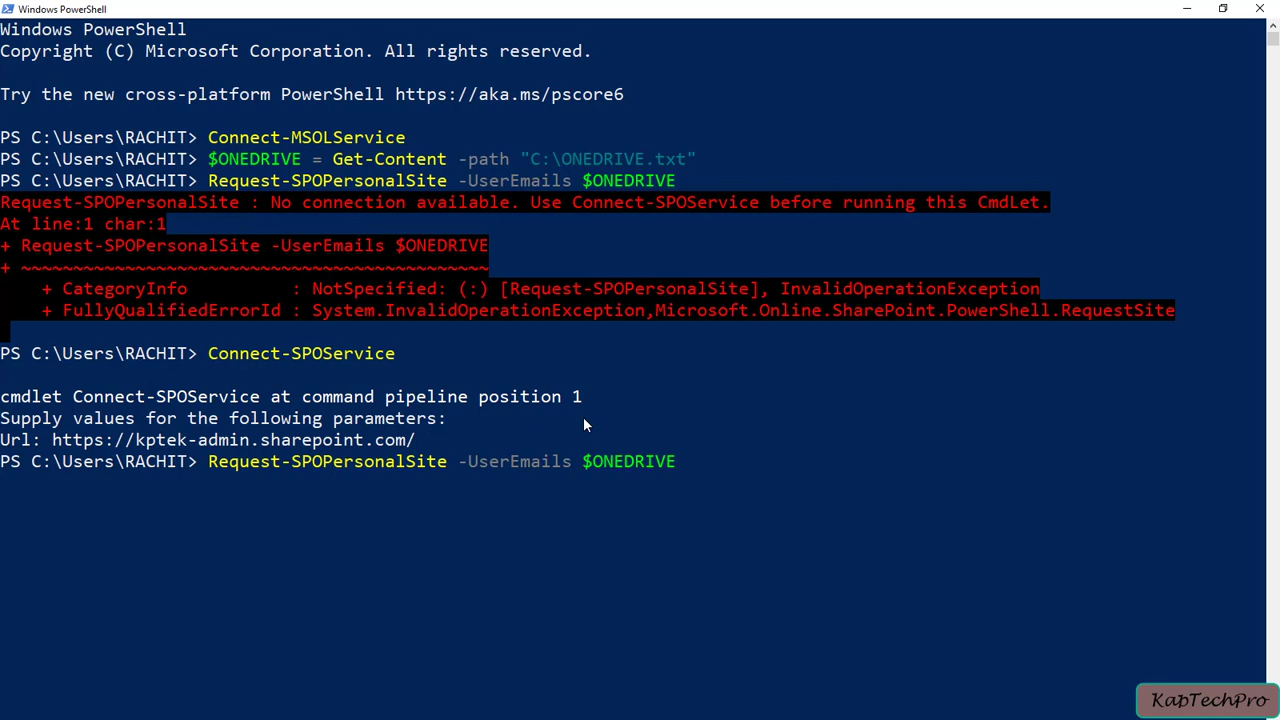 Windows PowerShell
Windows PowerShell
Copyright (C) Microsoft Corporation. All rights reserved.
Try the new cross-platform PowerShell https://aka.ms/pscore6
PS C:\Users\RACHIT> Connect-MSOLService
PS C:\Users\RACHIT> $ONEDRIVE = Get-Content -path "C:\ONEDRIVE.txt"
PS C:\Users\RACHIT> Request-SPOPersonalSite -UserEmails $ONEDRIVE
Request-SPOPersonalSite : No connection available. Use Connect-SPOService before running this CmdLet.
At line:1 char:1
+ Request-SPOPersonalSite -UserEmails $ONEDRIVE
+ ~~~~~~~~~~~~~~~~~~~~~~~~~~~~~~~~~~~~~~~~~~~~~
    + CategoryInfo          : NotSpecified: (:) [Request-SPOPersonalSite], InvalidOperationException
    + FullyQualifiedErrorId : System.InvalidOperationException,Microsoft.Online.SharePoint.PowerShell.RequestSite
PS C:\Users\RACHIT> Connect-SPOService
cmdlet Connect-SPOService at command pipeline position 1
Supply values for the following parameters:
Url: https://kptek-admin.sharepoint.com/
PS C:\Users\RACHIT> Request-SPOPersonalSite -UserEmails $ONEDRIVE
KapTechPro